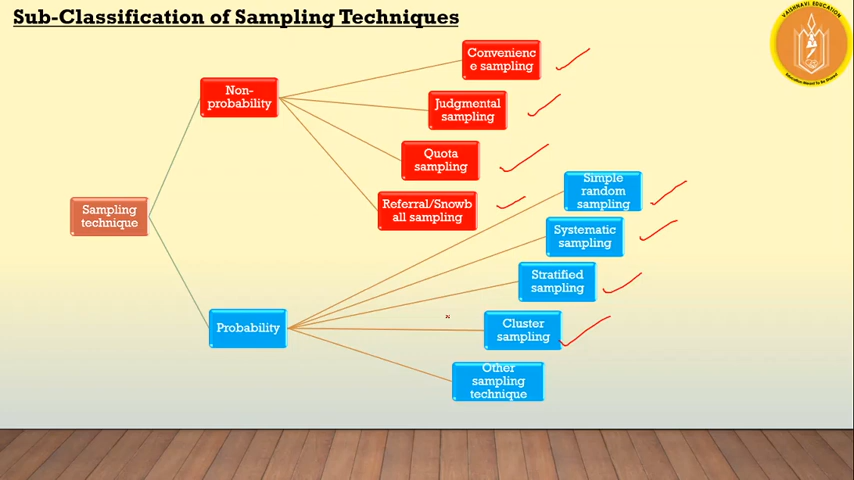 Sub-Classification of Sampling Techniques
VAISHNAVI EDUCATION
Convenienc
e sampling
Non-
probability
Judgmental
sampling
Quota
sampling
Referral/Snowb
all sampling
Simple
random
sampling
Sampling
technique
Systematic
sampling
Stratified
sampling
Probability
Cluster
sampling
Other
sampling
technique